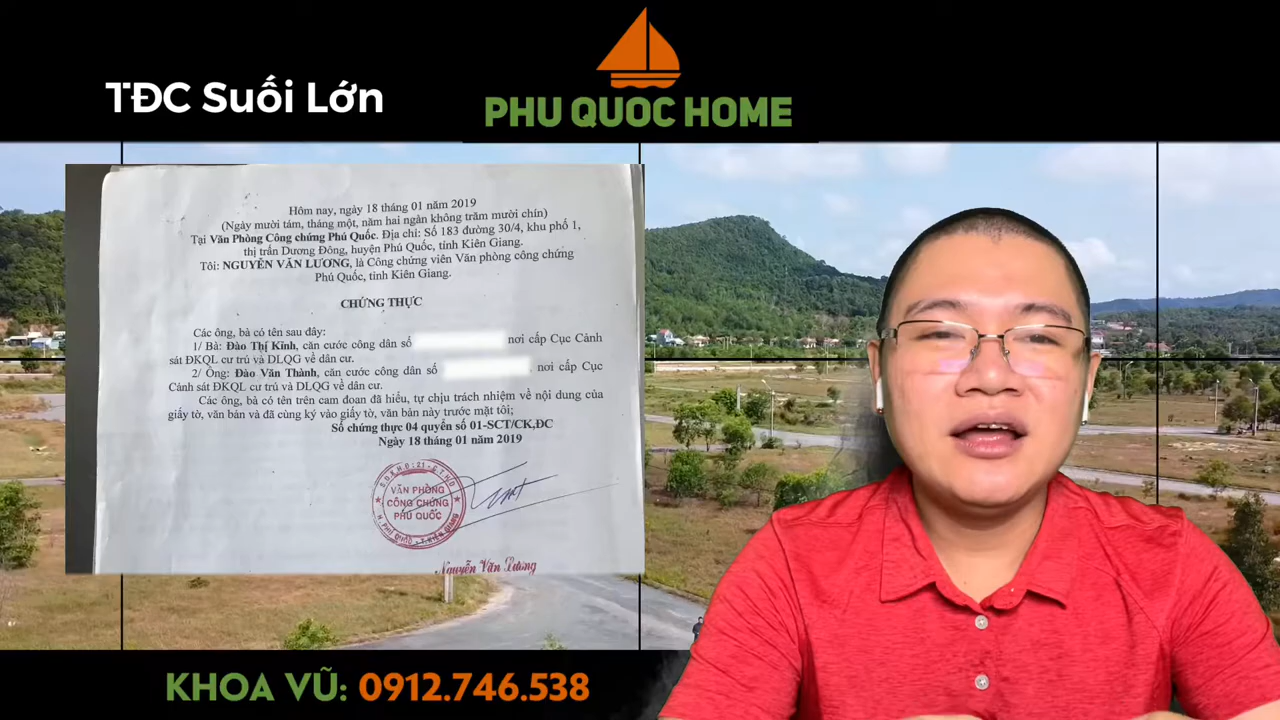 TĐC Suối Lớn
PHU QUOC HOME
Hôm nay, ngày 18 tháng 01 năm 2019
(Ngày mười tám, tháng một, năm hai ngàn không trăm mười chín)
Tại Văn Phòng Công chứng Phú Quốc. Địa chỉ: Số 183 đường 30/4, khu phố 1,
thị trấn Dương Đông, huyện Phú Quốc, tỉnh Kiên Giang.
Tôi: NGUYỄN VĂN LƯƠNG, là Công chứng viên Văn phòng công chứng
Phú Quốc, tỉnh Kiên Giang.
CHỨNG THỰC
Các ông, bà có tên sau đây:
1/ Bà: Đào Thị Kĩnh, căn cước công dân số nơi cấp Cục Cảnh
sát ĐKQL cư trú và DLQG về dân cư.
2/ Ông: Đào Văn Thành, căn cước công dân số , nơi cấp Cục
Cảnh sát ĐKQL cư trú và DLQG về dân cư.
Các ông, bà có tên trên cam đoan đã hiểu, tự chịu trách nhiệm về nội dung của
giấy tờ, văn bản và đã cùng ký vào giấy tờ, văn bản này trước mặt tôi;
Số chứng thực 04 quyển số 01-SCT/CK,ĐC
Ngày 18 tháng 01 năm 2019
VĂN PHÒNG
CÔNG CHỨNG
PHÚ QUỐC
H. PHÚ QUỐC - T. KIÊN GIANG
Nguyễn Văn Lương
KHOA VŨ: 0912.746.538